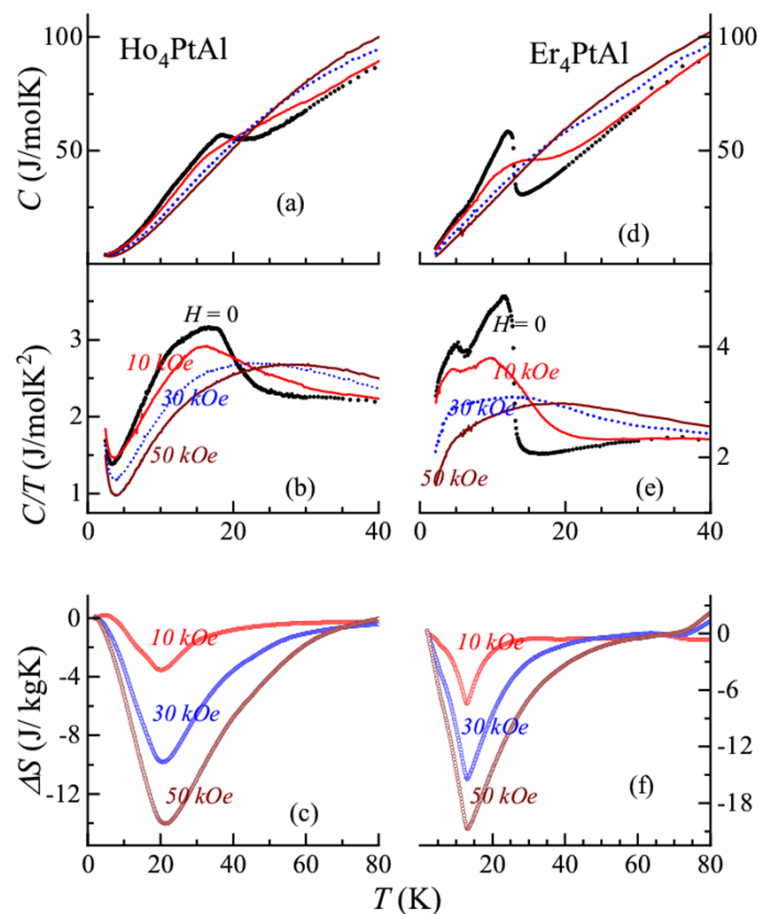 Ho₄PtAl
Er₄PtAl
C (J/molK)
100
50
(a)
100
50
(d)
C/T (J/molK²)
3
2
1
H = 0
10 kOe
30 kOe
50 kOe
(b)
0
20
40
H = 0
10 kOe
30 kOe
50 kOe
(e)
4
2
0
20
40
ΔS (J/ kgK)
0
-4
-8
-12
10 kOe
30 kOe
50 kOe
(c)
0
20
40
60
80
10 kOe
30 kOe
50 kOe
(f)
0
-6
-12
-18
20
40
60
80
T (K)